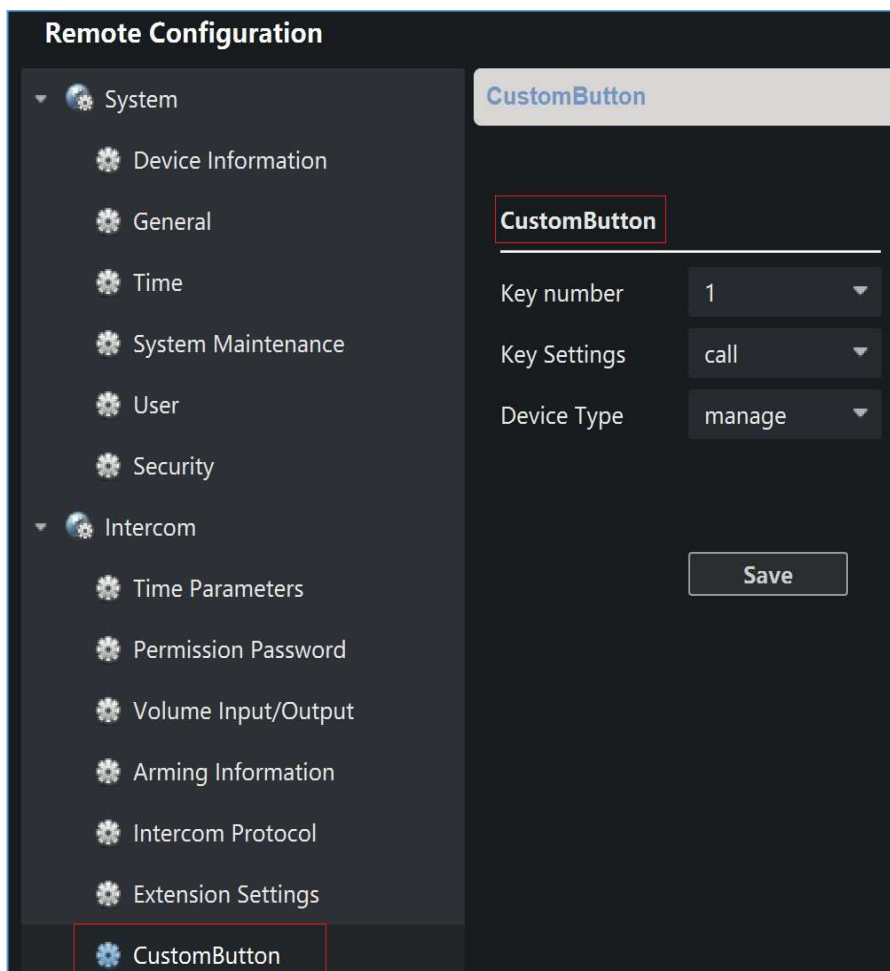 Remote Configuration
System
Device Information
General
Time
System Maintenance
User
Security
Intercom
Time Parameters
Permission Password
Volume Input/Output
Arming Information
Intercom Protocol
Extension Settings
CustomButton
CustomButton
CustomButton
Key number 1
Key Settings call
Device Type manage
Save